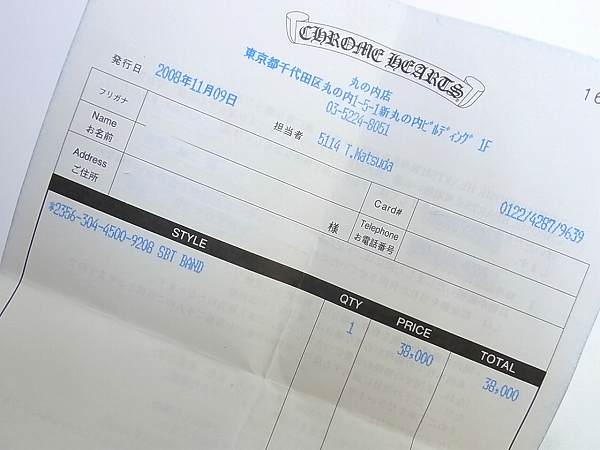 CHROME HEARTS
丸の内店
東京都千代田区丸の内1-5-1新丸の内ﾋﾞﾙﾃﾞｨﾝｸﾞ 1F
03-5224-8051
16
発行日 2008年11月09日
担当者 5114 T.Matsuda
0122/4287/9639
フリガナ
Name
お名前
様
Card#
Address
ご住所
Telephone
お電話番号
STYLE QTY PRICE TOTAL
*2356-304-4500-9208 SBT BAND 1 38,000 38,000